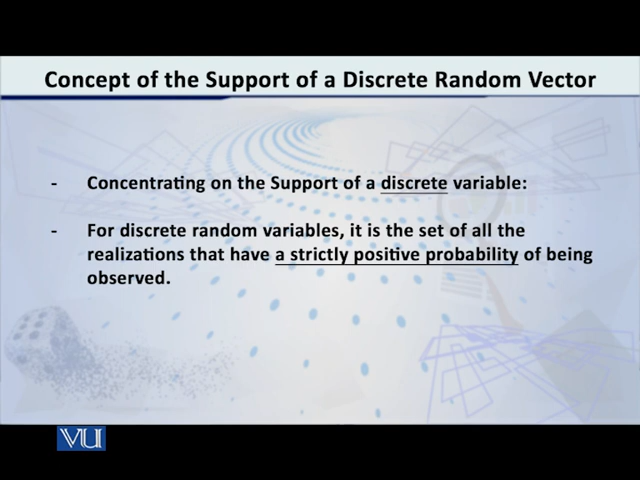 Concept of the Support of a Discrete Random Vector
- Concentrating on the Support of a discrete variable:
- For discrete random variables, it is the set of all the
realizations that have a strictly positive probability of being
observed.
VU